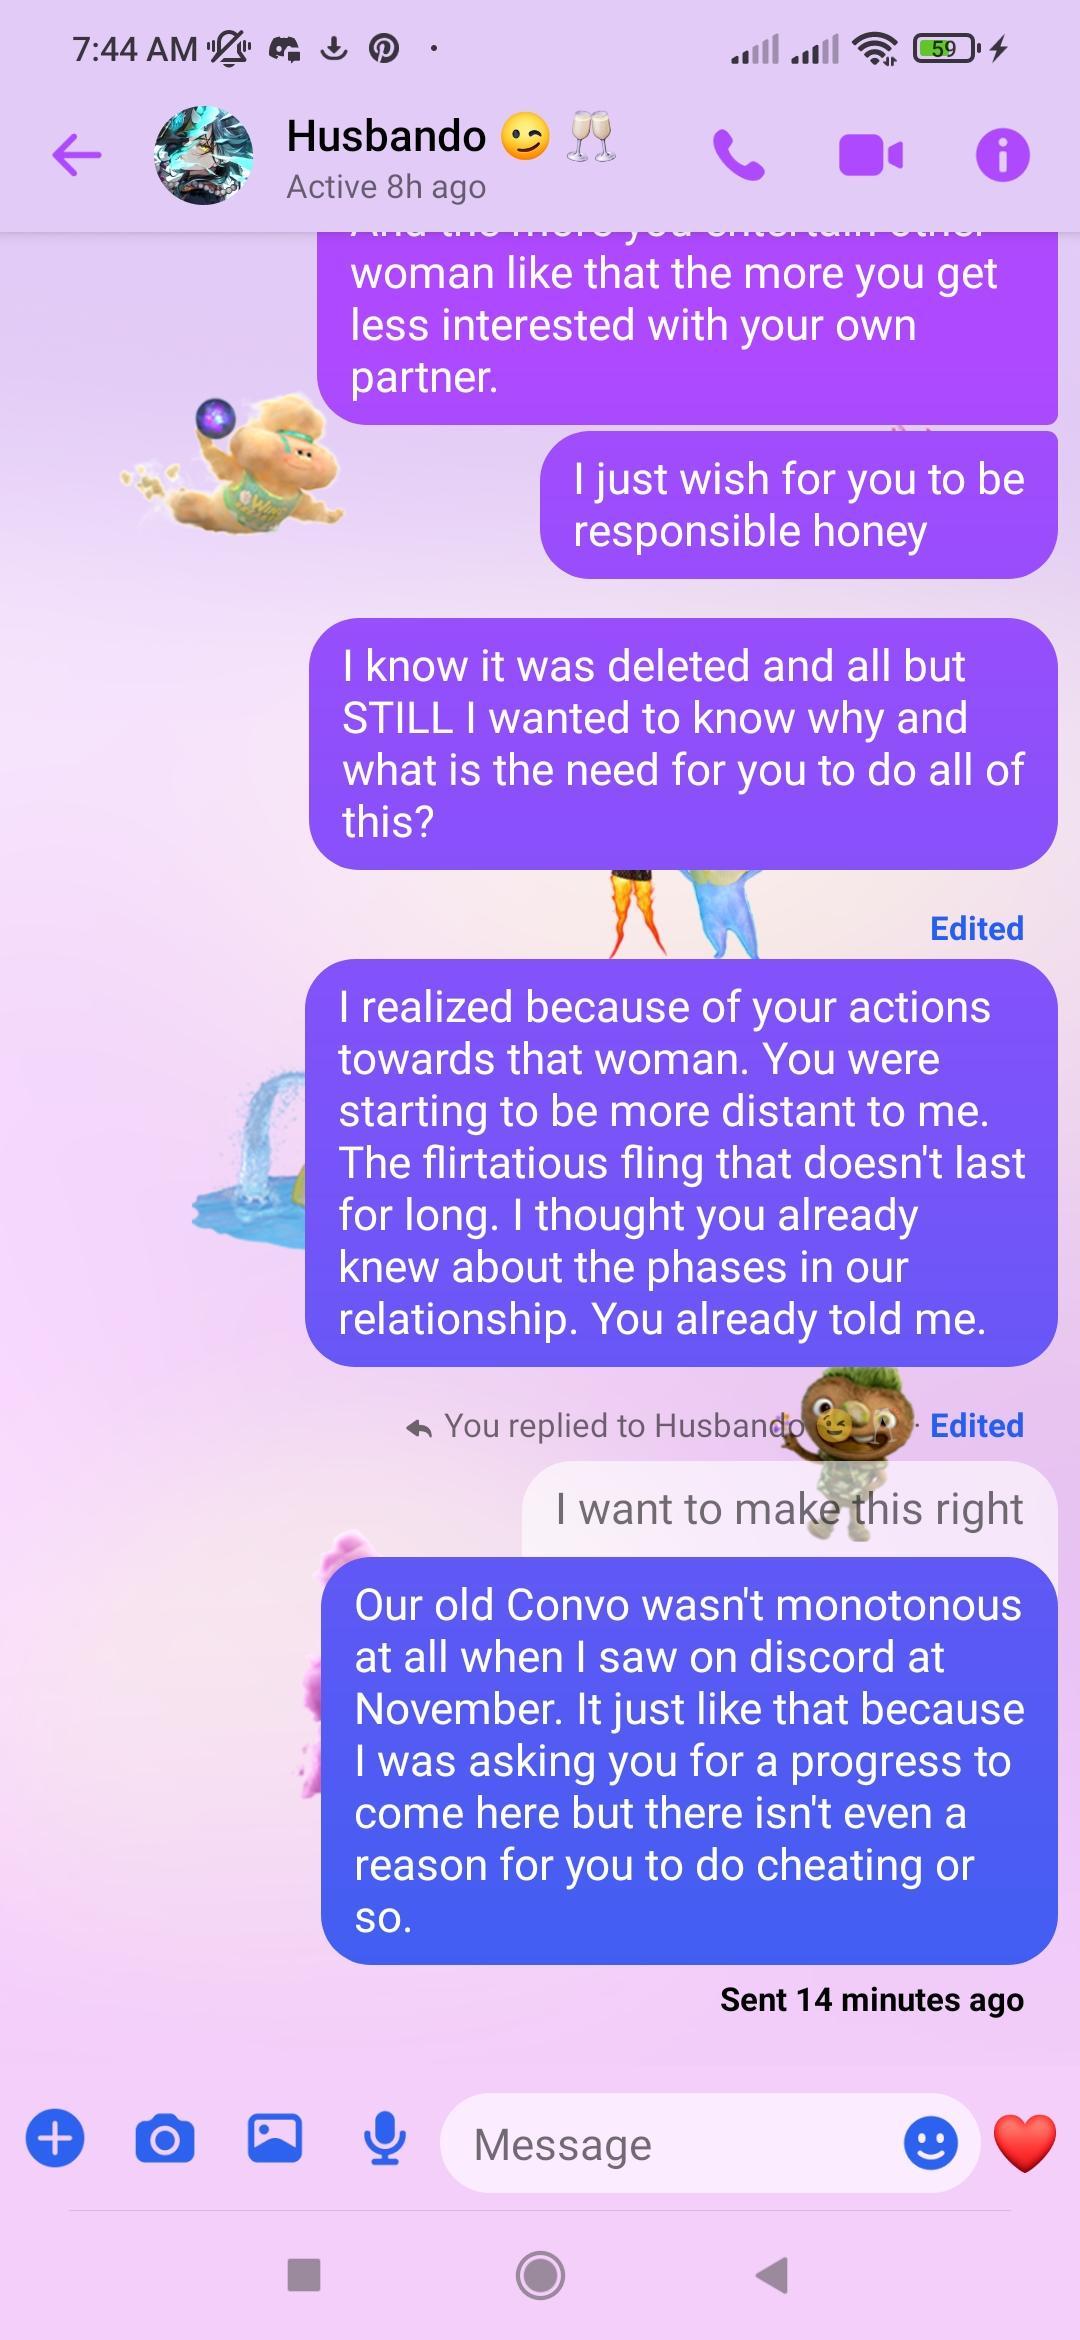 7:44 AM
59
Husbando 😉 🥂
Active 8h ago
woman like that the more you get
less interested with your own
partner.
I just wish for you to be
responsible honey
I know it was deleted and all but
STILL I wanted to know why and
what is the need for you to do all of
this?
Edited
I realized because of your actions
towards that woman. You were
starting to be more distant to me.
The flirtatious fling that doesn't last
for long. I thought you already
knew about the phases in our
relationship. You already told me.
You replied to Husbando 😉 🥂 · Edited
I want to make this right
Our old Convo wasn't monotonous
at all when I saw on discord at
November. It just like that because
I was asking you for a progress to
come here but there isn't even a
reason for you to do cheating or
so.
Sent 14 minutes ago
Message